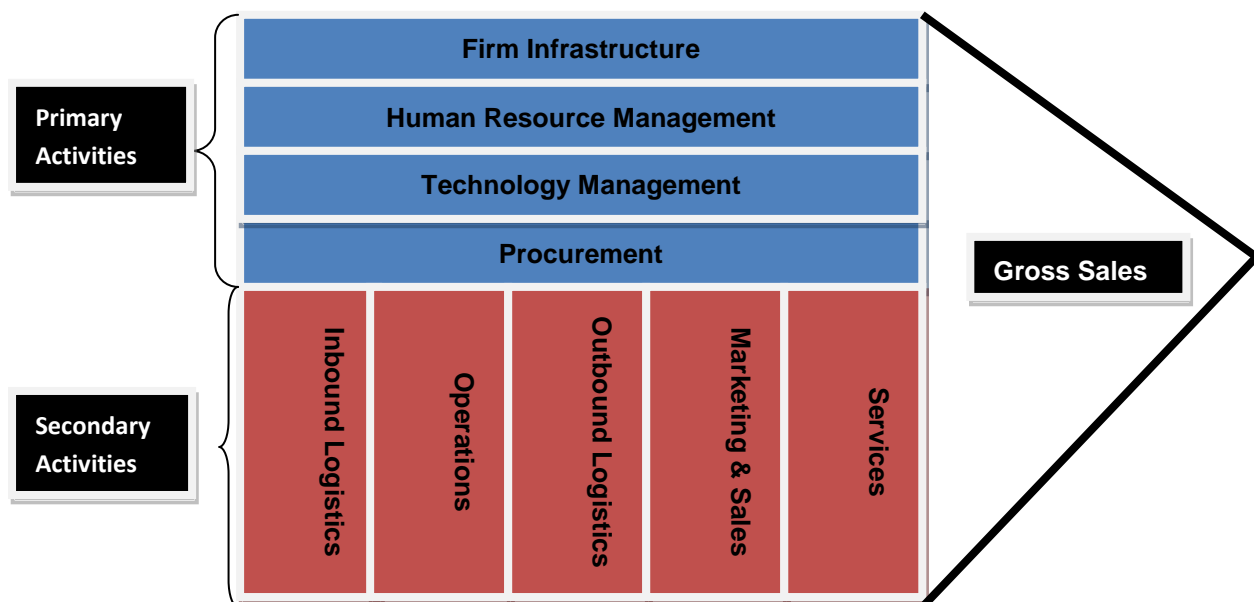 Firm Infrastructure
Primary
Activities
Human Resource Management
Technology Management
Procurement
Gross Sales
Secondary
Activities
Inbound Logistics
Operations
Outbound Logistics
Marketing & Sales
Services